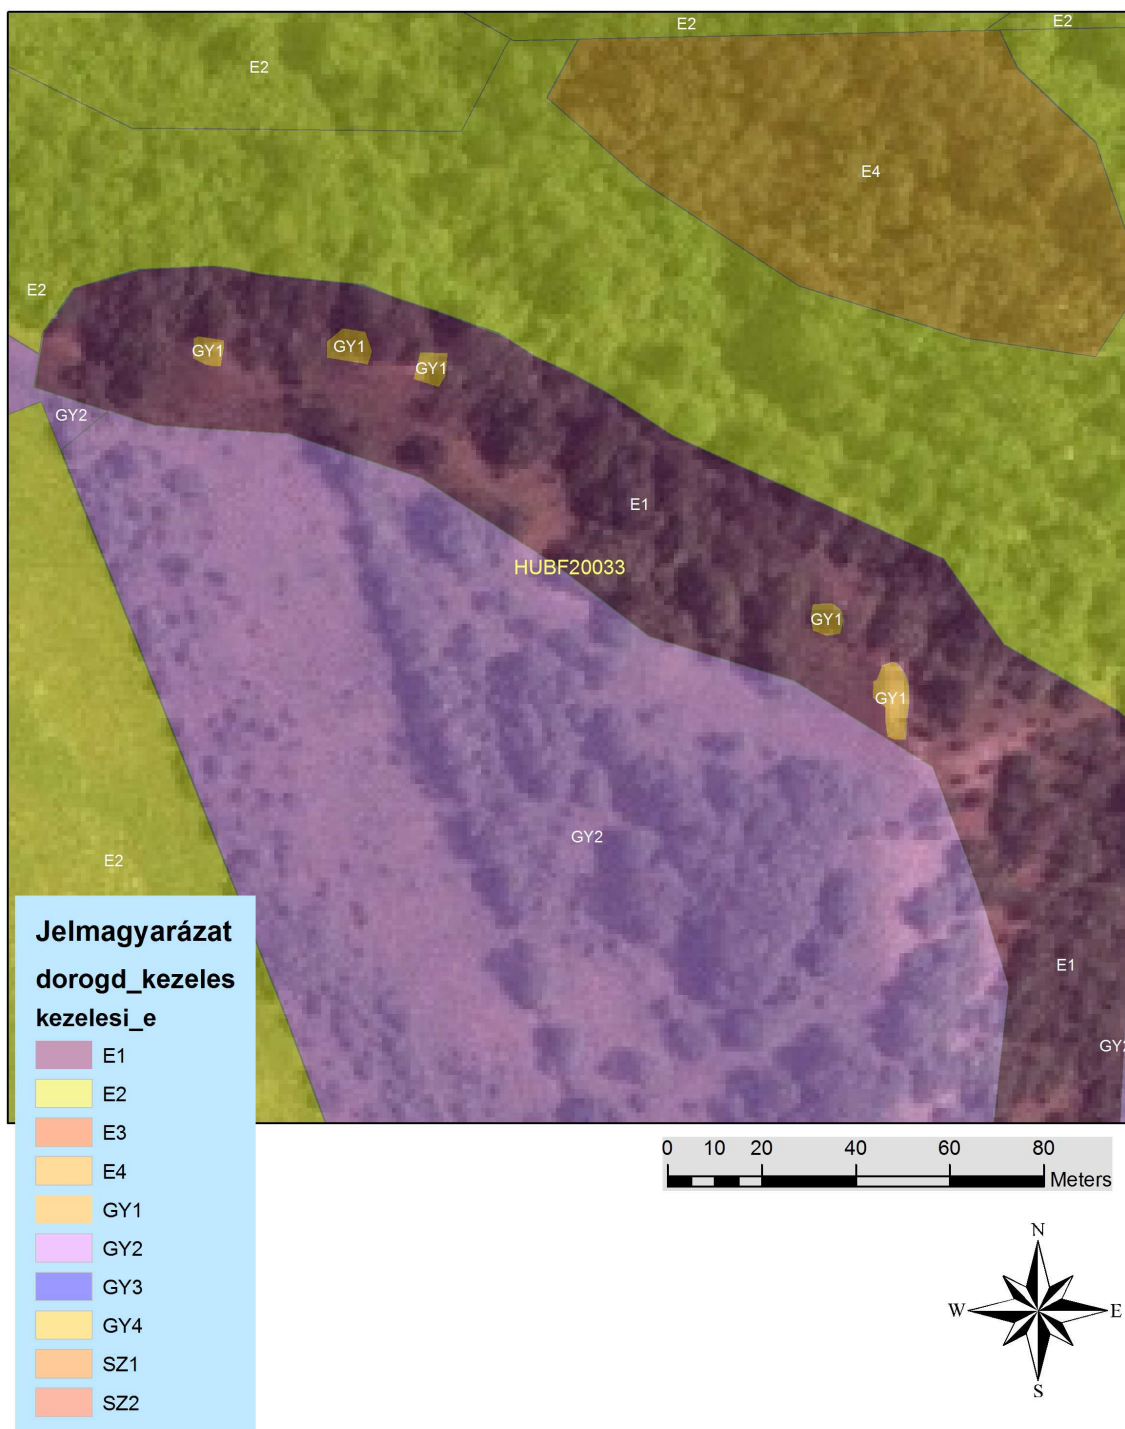 E2
E2
E2
E4
E2
GY1
GY1
GY1
GY2
E1
HUBF20033
GY1
GY1
GY2
E2
E1
GY2
Jelmagyarázat
dorogd_kezeles
kezelesi_e
E1
E2
E3
E4
GY1
GY2
GY3
GY4
SZ1
SZ2
0 10 20 40 60 80
Meters
N
W E
S